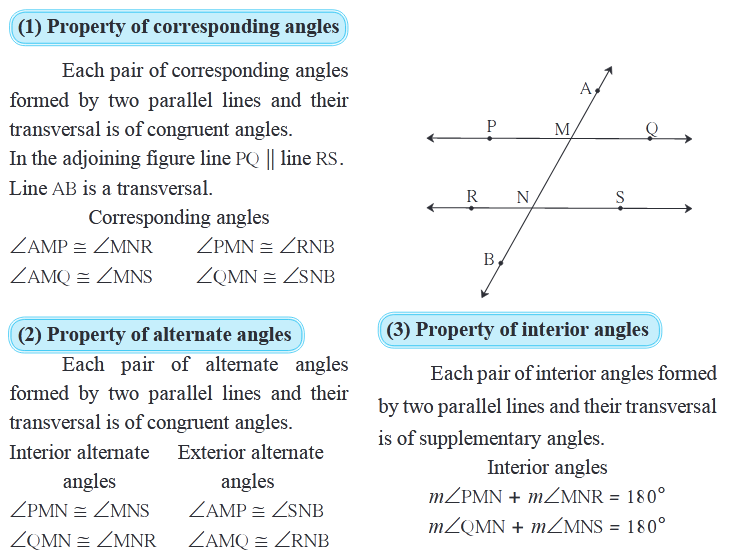 (1) Property of corresponding angles
Each pair of corresponding angles
formed by two parallel lines and their
transversal is of congruent angles.
In the adjoining figure line PQ || line RS.
Line AB is a transversal.
Corresponding angles
∠AMP ≅ ∠MNR ∠PMN ≅ ∠RNB
∠AMQ ≅ ∠MNS ∠QMN ≅ ∠SNB
A
P M Q
R N S
B
(2) Property of alternate angles
Each pair of alternate angles
formed by two parallel lines and their
transversal is of congruent angles.
Interior alternate Exterior alternate
angles angles
∠PMN ≅ ∠MNS ∠AMP ≅ ∠SNB
∠QMN ≅ ∠MNR ∠AMQ ≅ ∠RNB
(3) Property of interior angles
Each pair of interior angles formed
by two parallel lines and their transversal
is of supplementary angles.
Interior angles
m∠PMN + m∠MNR = 180°
m∠QMN + m∠MNS = 180°